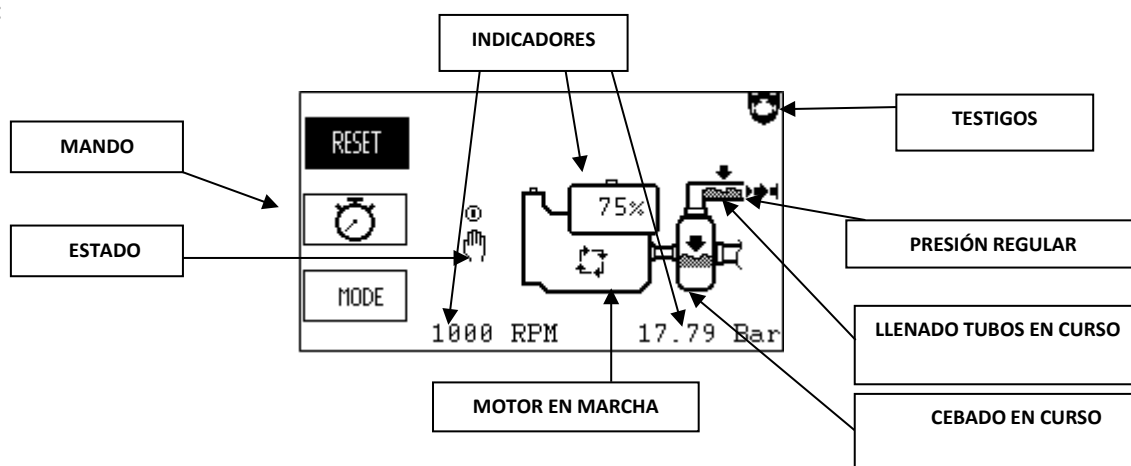 INDICADORES
TESTIGOS
MANDO
RESET
75%
ESTADO
PRESIÓN REGULAR
MODE
LLENADO TUBOS EN CURSO
1000 RPM
17.79 Bar
MOTOR EN MARCHA
CEBADO EN CURSO